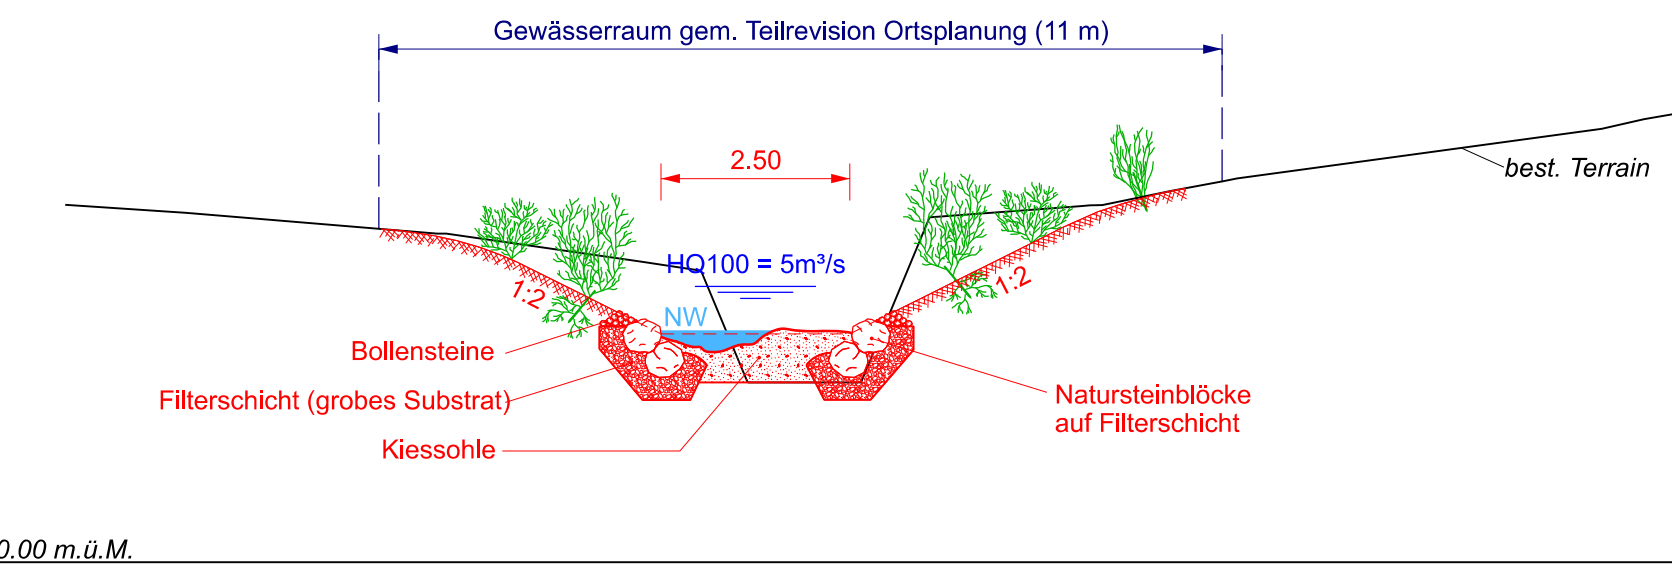 Gewässerraum gem. Teilrevision Ortsplanung (11 m)
2.50
best. Terrain
HQ100 = 5m³/s
1:2
1:2
NW
Bollensteine
Filterschicht (grobes Substrat)
Natursteinblöcke
auf Filterschicht
Kiessohle
0.00 m.ü.M.